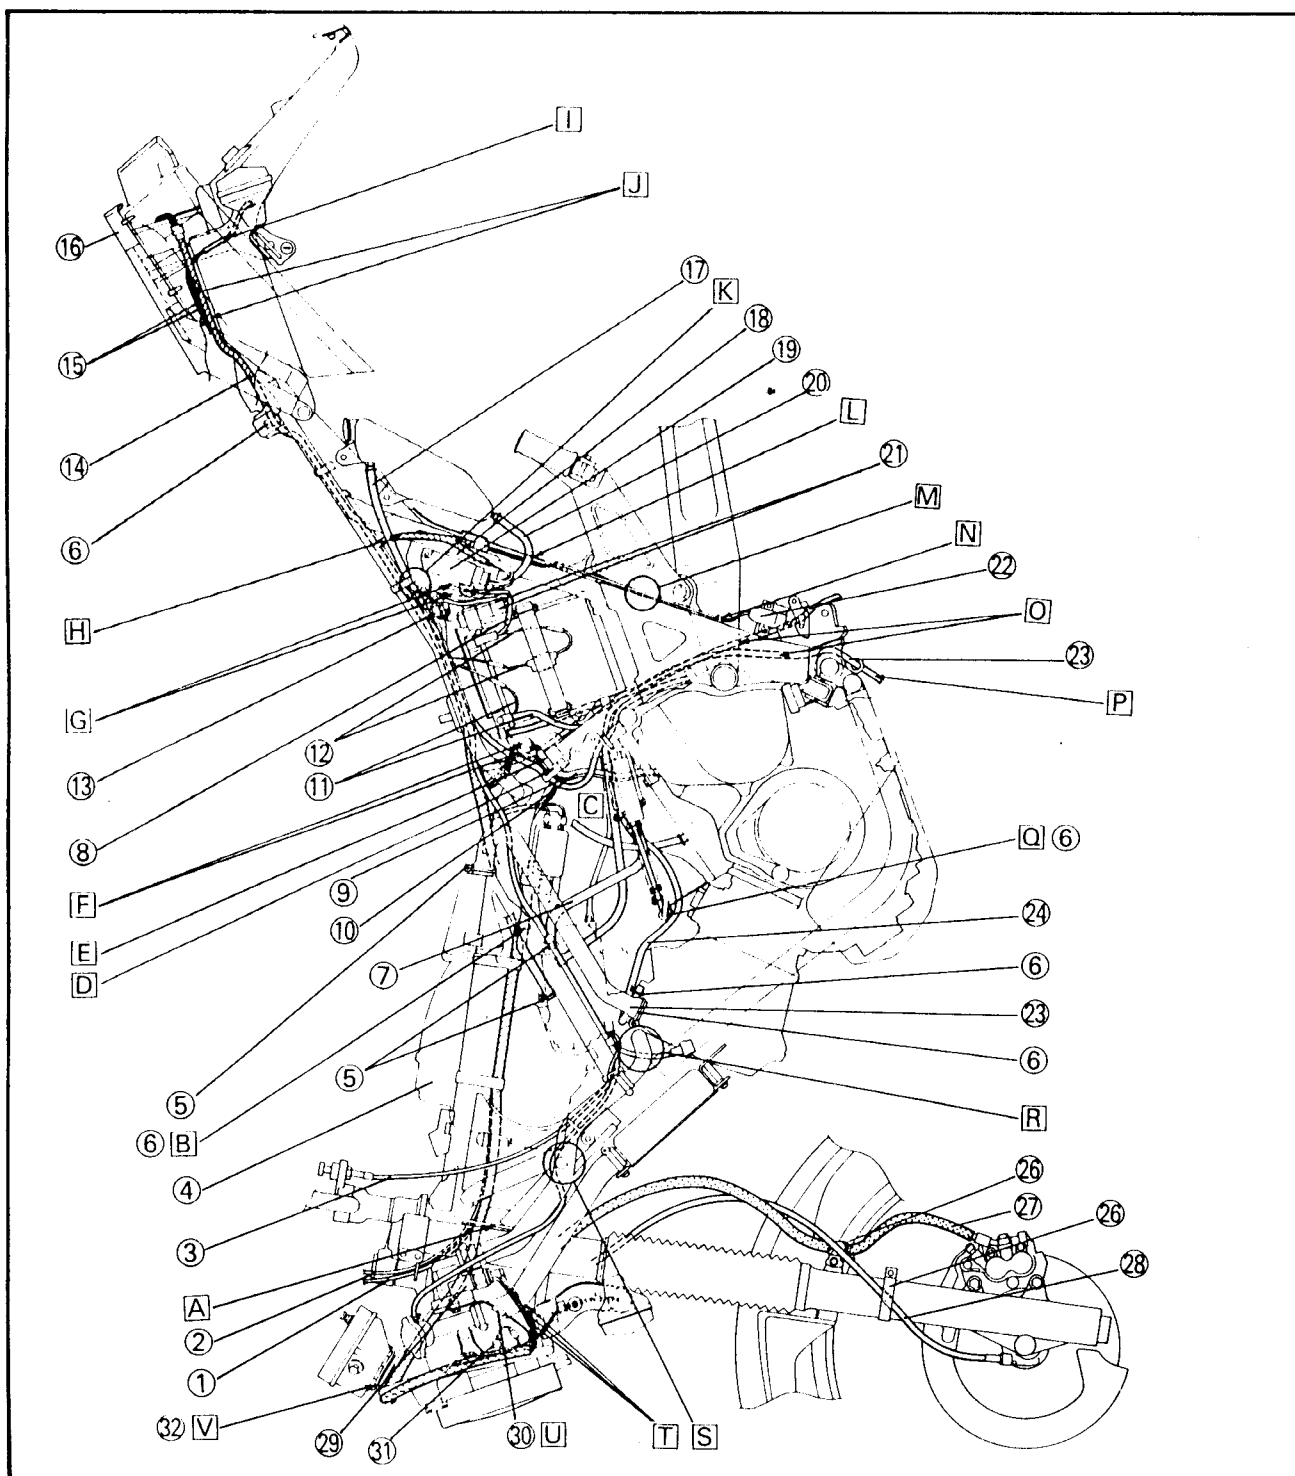 I
J
⑯
⑰
K
⑱
⑲
⑳
⑮
L
㉑
⑭
M
⑥
N
㉒
H
O
㉓
P
G
⑫
⑬
⑪
C
⑧
Q ⑥
F
⑨
㉔
⑩
E
⑥
⑦
D
㉓
⑤
⑥
⑤
R
⑥ B
④
㉖
㉗
㉖
③
㉘
A
②
①
㉜ V
㉙
㉛
㉚ U
T
S